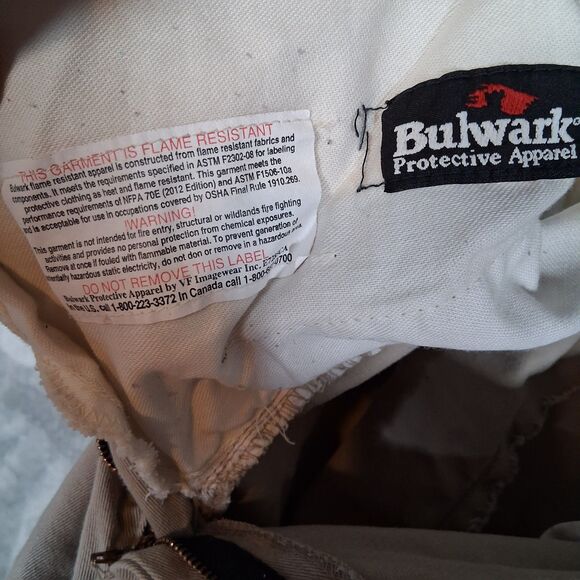 THIS GARMENT IS FLAME RESISTANT
Bulwark flame resistant apparel is constructed from flame resistant fabrics and
components. It meets the requirements specified in ASTM F2302-08 for labeling
protective clothing as heat and flame resistant. This garment meets the
performance requirements of NFPA 70E (2012 Edition) and ASTM F1506-10a
and is acceptable for use in occupations covered by OSHA Final Rule 1910.269.
!WARNING!
This garment is not intended for fire entry, structural or wildlands fire fighting
activities and provides no personal protection from chemical exposures.
Remove at once if fouled with flammable material. To prevent generation of
potentially hazardous static electricity, do not don or remove in a hazardous area.
DO NOT REMOVE THIS LABEL
Bulwark Protective Apparel by VF Imagewear Inc.
In the U.S. call 1-800-223-3372 In Canada call
Bulwark
Protective Apparel